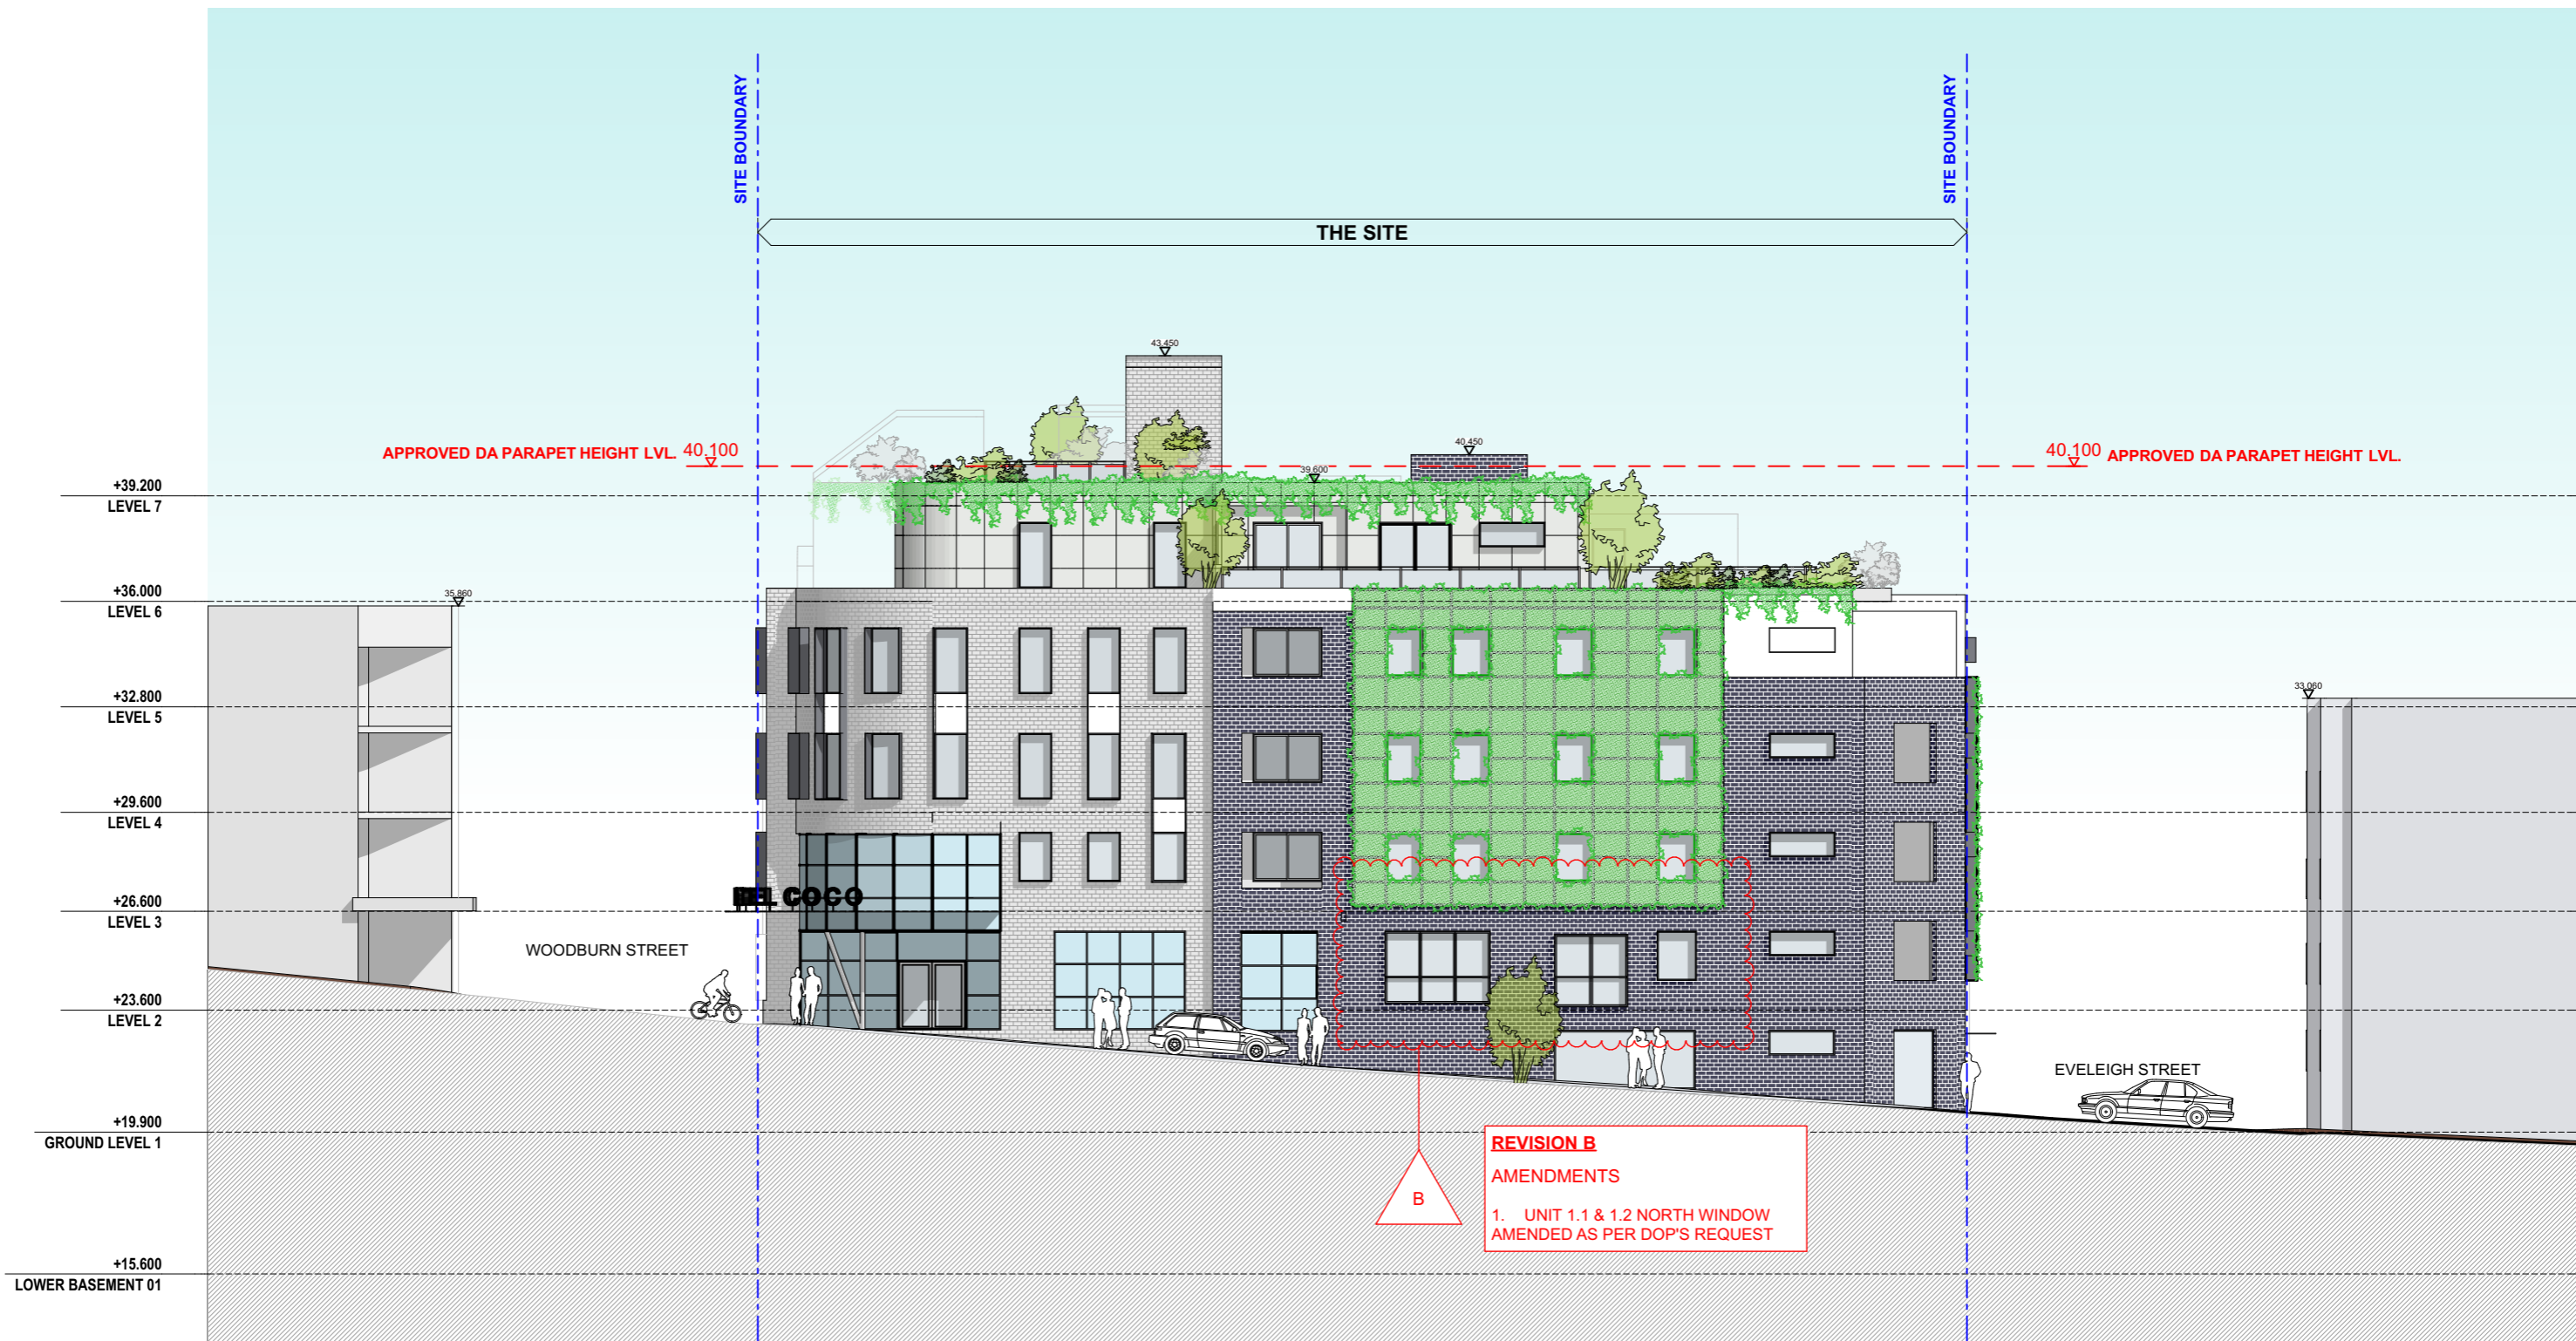 SITE BOUNDARY
SITE BOUNDARY
THE SITE
43.450
APPROVED DA PARAPET HEIGHT LVL. 40.100
40.450
40.100 APPROVED DA PARAPET HEIGHT LVL.
39.600
+39.200
LEVEL 7
+36.000
LEVEL 6
35.860
+32.800
LEVEL 5
33.060
+29.600
LEVEL 4
COCO
+26.600
LEVEL 3
WOODBURN STREET
+23.600
LEVEL 2
EVELEIGH STREET
+19.900
GROUND LEVEL 1
REVISION B
AMENDMENTS
B
1. UNIT 1.1 & 1.2 NORTH WINDOW
AMENDED AS PER DOP'S REQUEST
+15.600
LOWER BASEMENT 01